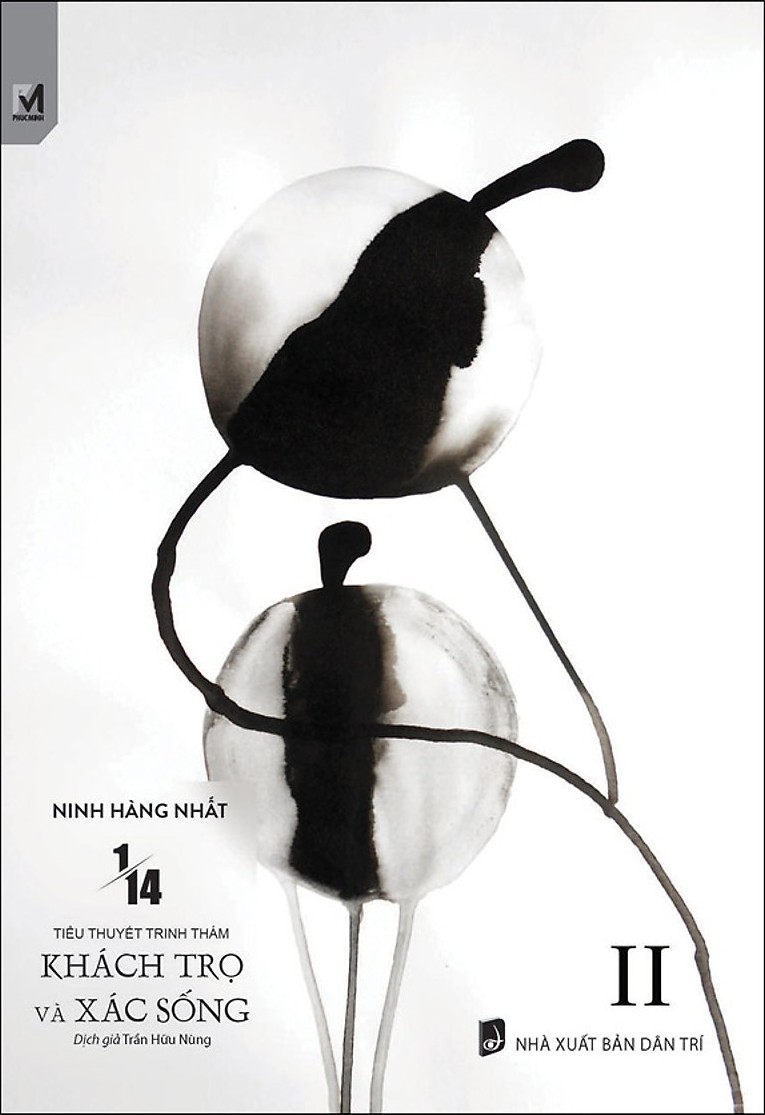 PHUCMINH
NINH HÀNG NHẤT
1/14
TIỂU THUYẾT TRINH THÁM
KHÁCH TRỌ
VÀ XÁC SỐNG
Dịch giả Trần Hữu Nùng
II
NHÀ XUẤT BẢN DÂN TRÍ